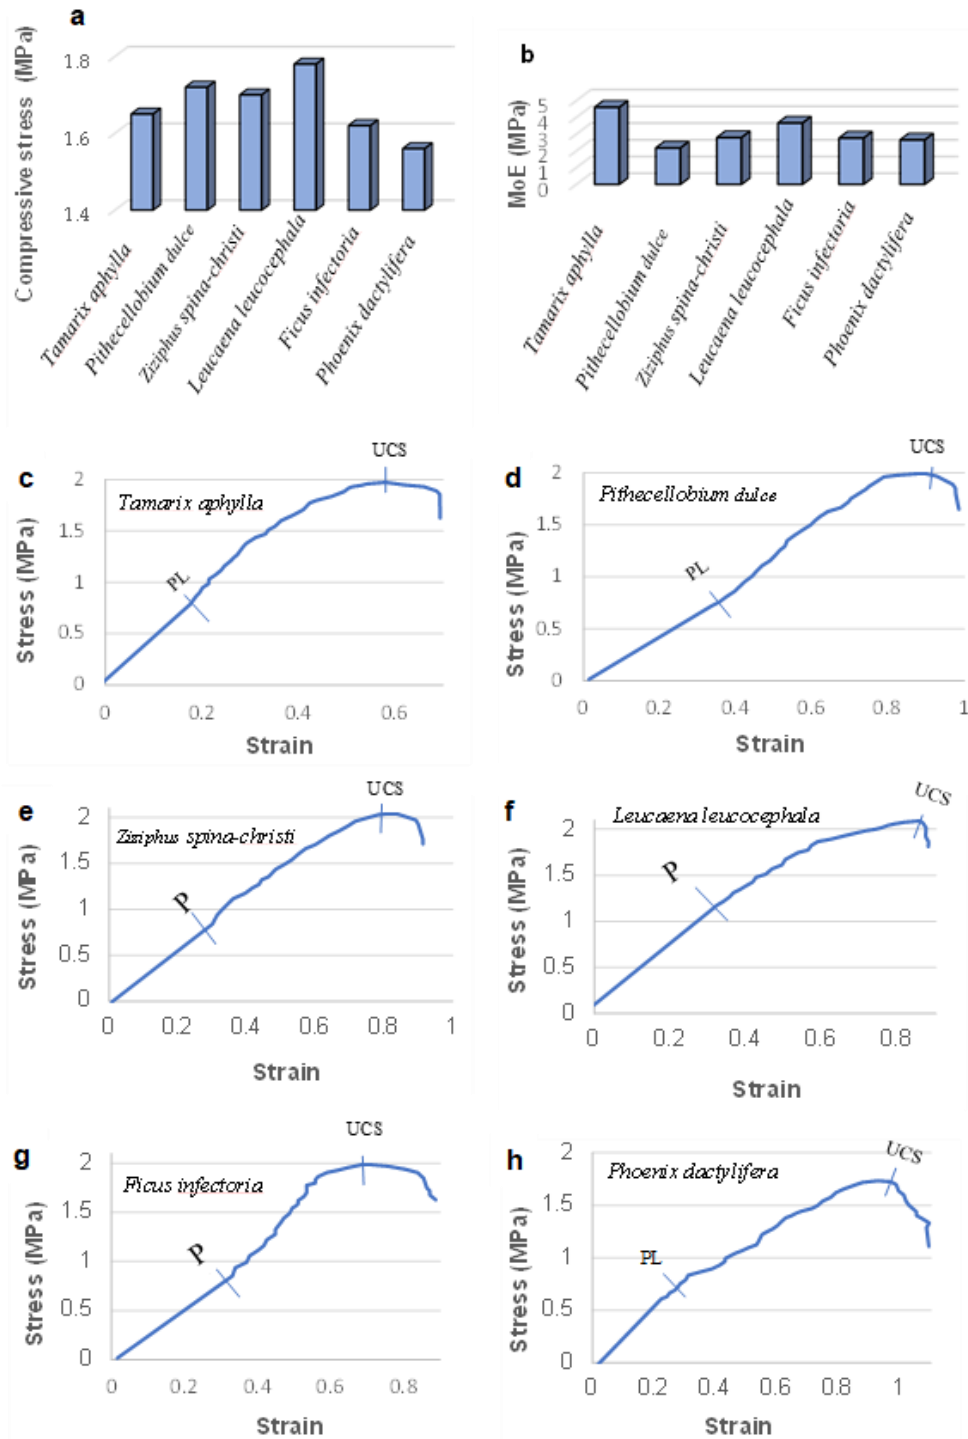 a
Compressive stress (MPa)
1.8
1.6
1.4
Tamarix aphylla
Pithecellobium dulce
Ziziphus spina-christi
Leucaena leucocephala
Ficus infectoria
Phoenix dactylifera
b
MoE (MPa)
5
4
3
2
1
0
Tamarix aphylla
Pithecellobium dulce
Ziziphus spina-christi
Leucaena leucocephala
Ficus infectoria
Phoenix dactylifera
c
UCS
Tamarix aphylla
PL
Stress (MPa)
2
1.5
1
0.5
0
0 0.2 0.4 0.6
Strain
d
UCS
Pithecellobium dulce
PL
Stress (MPa)
2
1.5
1
0.5
0
0 0.2 0.4 0.6 0.8 1
Strain
e
UCS
Ziziphus spina-christi
P
Stress (MPa)
2
1.5
1
0.5
0
0 0.2 0.4 0.6 0.8 1
Strain
f
UCS
Leucaena leucocephala
P
Stress (MPa)
2
1.5
1
0.5
0
0 0.2 0.4 0.6 0.8
Strain
g
UCS
Ficus infectoria
P
Stress (MPa)
2
1.5
1
0.5
0
0 0.2 0.4 0.6 0.8
Strain
h
UCS
Phoenix dactylifera
PL
Stress (MPa)
2
1.5
1
0.5
0
0 0.2 0.4 0.6 0.8 1
Strain